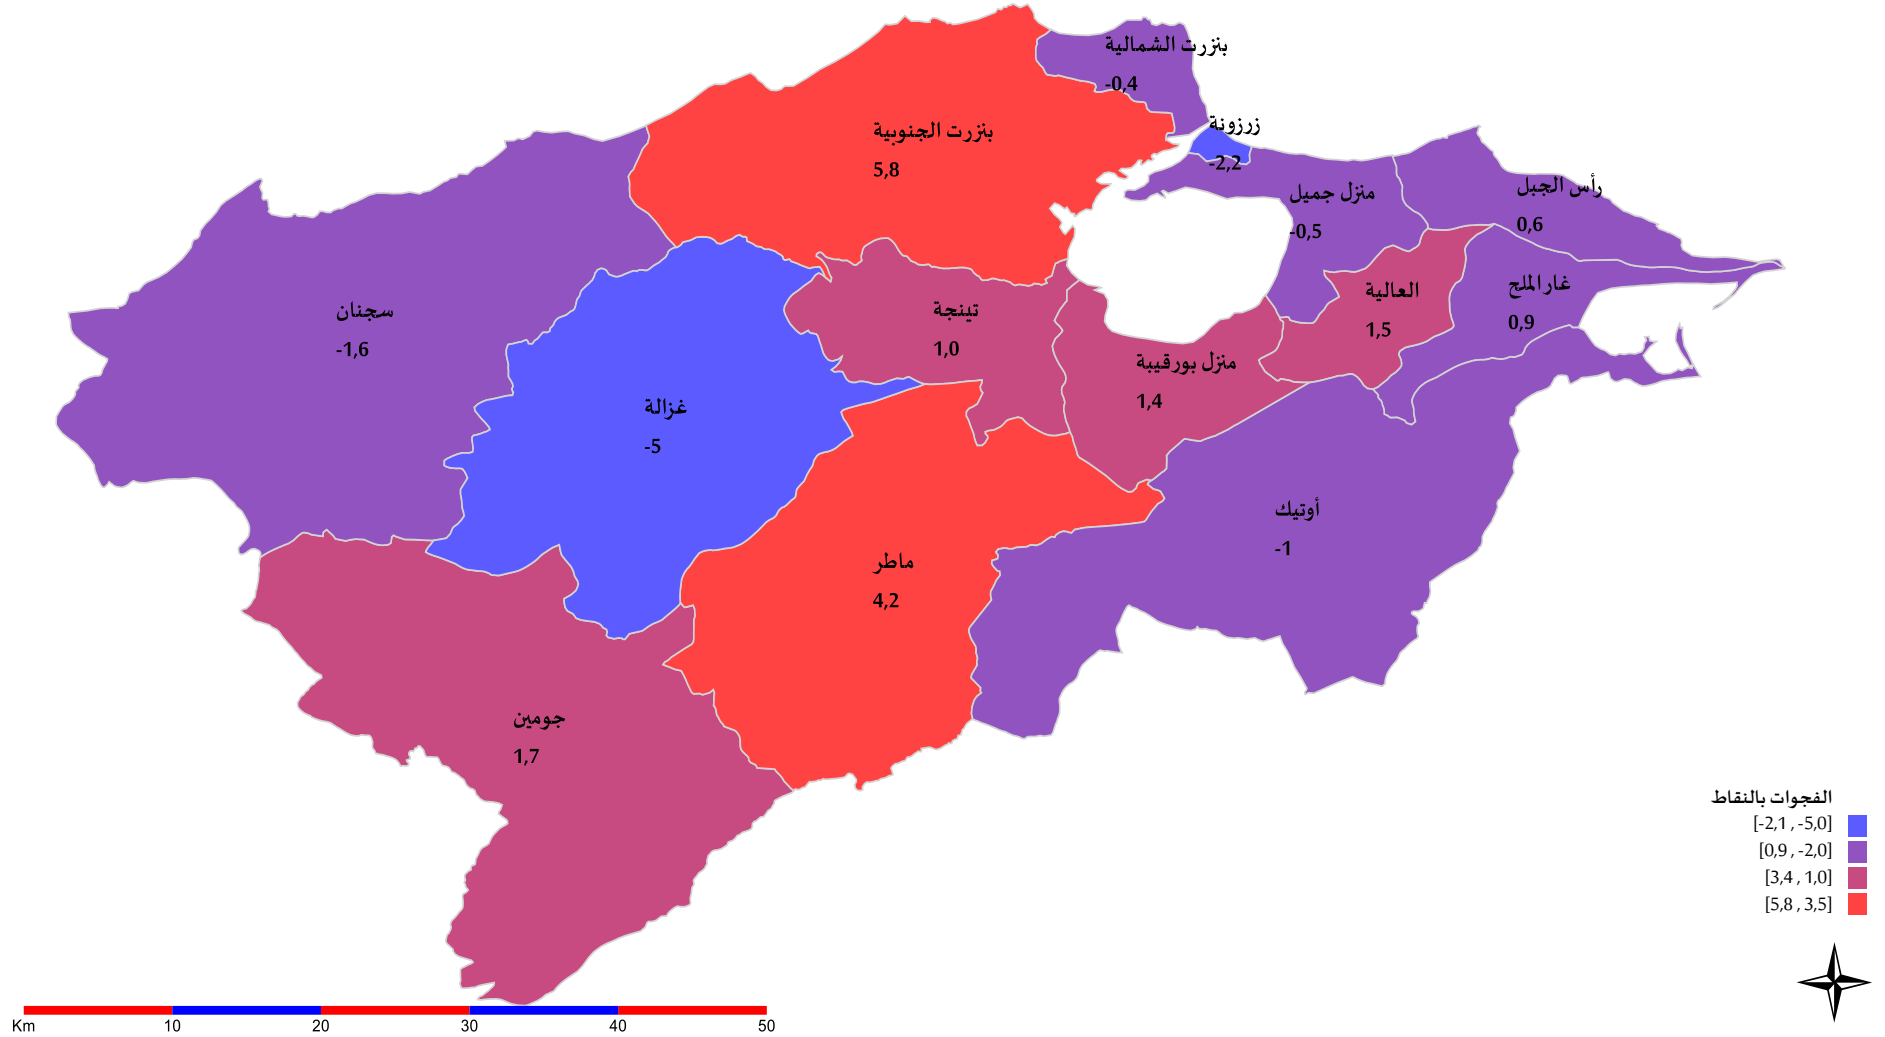 بنزرت الشمالية
-0,4
زرزونة
-2,2
بنزرت الجنوبية
5,8
رأس الجبل
0,6
منزل جميل
-0,5
غارالملح
0,9
العالية
1,5
تينجة
1,0
سجنان
-1,6
منزل بورقيبة
1,4
غزالة
-5
أوتيك
-1
ماطر
4,2
جومين
1,7
الفجوات بالنقاط
[-2,1 , -5,0]
[0,9 , -2,0]
[3,4 , 1,0]
[5,8 , 3,5]
Km 10 20 30 40 50